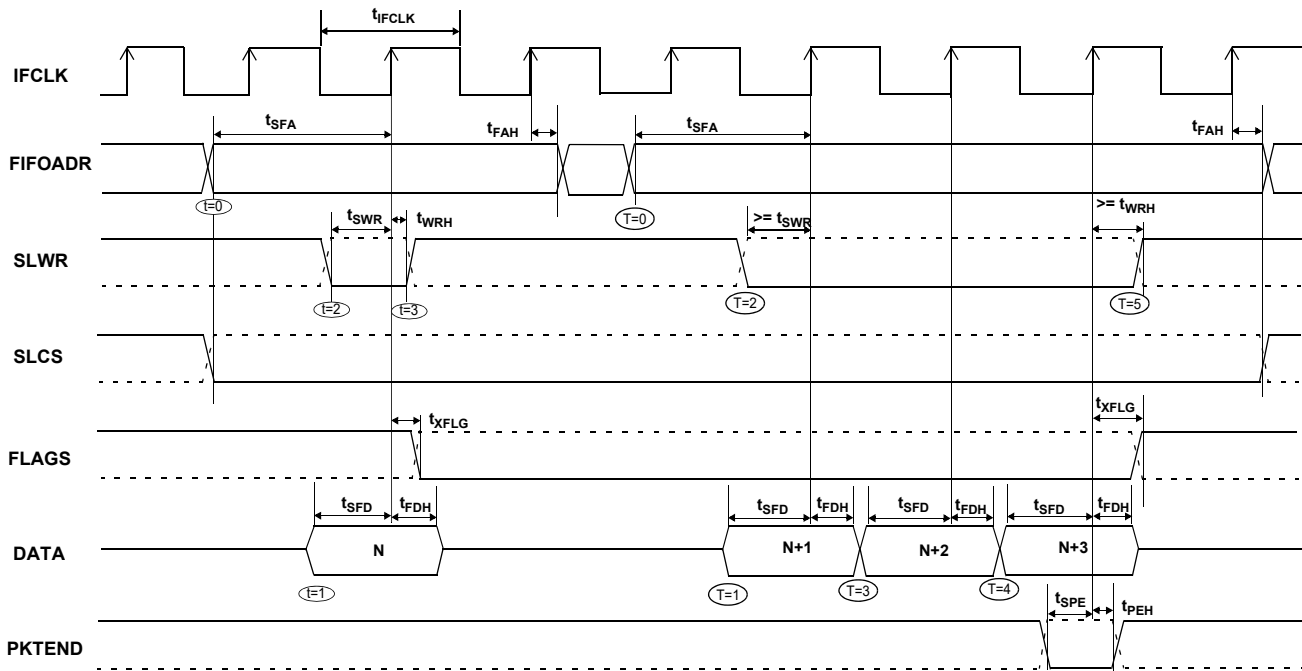 tIFCLK
IFCLK
tSFA
tFAH
tSFA
tFAH
FIFOADR
t=0
T=0
tSWR
tWRH
>= tSWR
>= tWRH
SLWR
t=2
t=3
T=2
T=5
SLCS
tXFLG
tXFLG
FLAGS
tSFD
tFDH
tSFD
tFDH
tSFD
tFDH
tSFD
tFDH
DATA
N
N+1
N+2
N+3
t=1
T=1
T=3
T=4
tSPE
tPEH
PKTEND